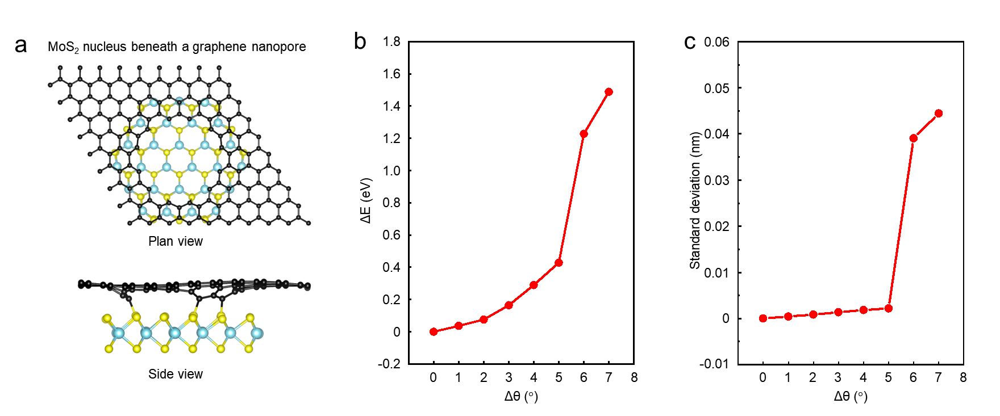 a
MoS₂ nucleus beneath a graphene nanopore
Plan view
Side view
b
1.8
1.6
1.4
1.2
1.0
0.8
0.6
0.4
0.2
0
-0.2
ΔE (eV)
0 1 2 3 4 5 6 7 8
Δθ (°)
c
0.06
0.05
0.04
0.03
0.02
0.01
0
-0.01
Standard deviation (nm)
0 1 2 3 4 5 6 7 8
Δθ (°)